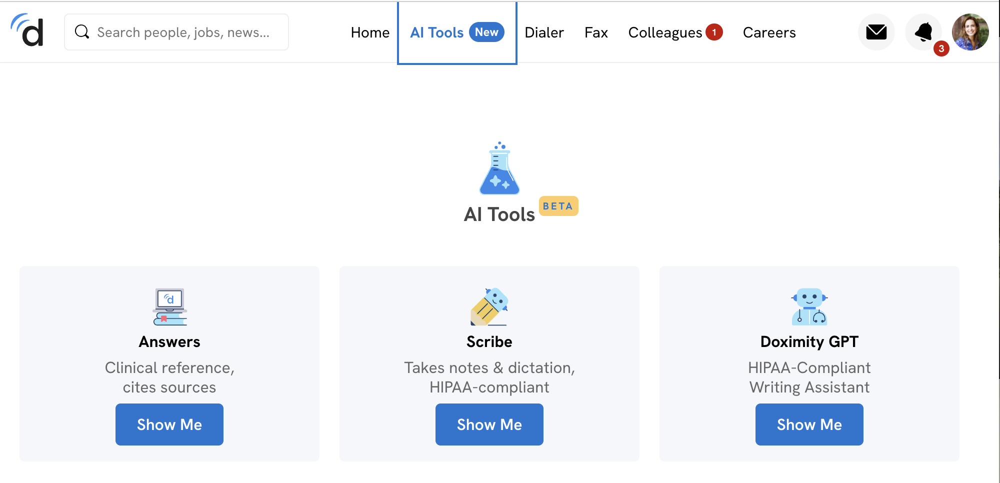 d
Search people, jobs, news...
Home
AI Tools New
Dialer
Fax
Colleagues 1
Careers
3
AI Tools BETA
d
Answers
Clinical reference,
cites sources
Show Me
Scribe
Takes notes & dictation,
HIPAA-compliant
Show Me
Doximity GPT
HIPAA-Compliant
Writing Assistant
Show Me